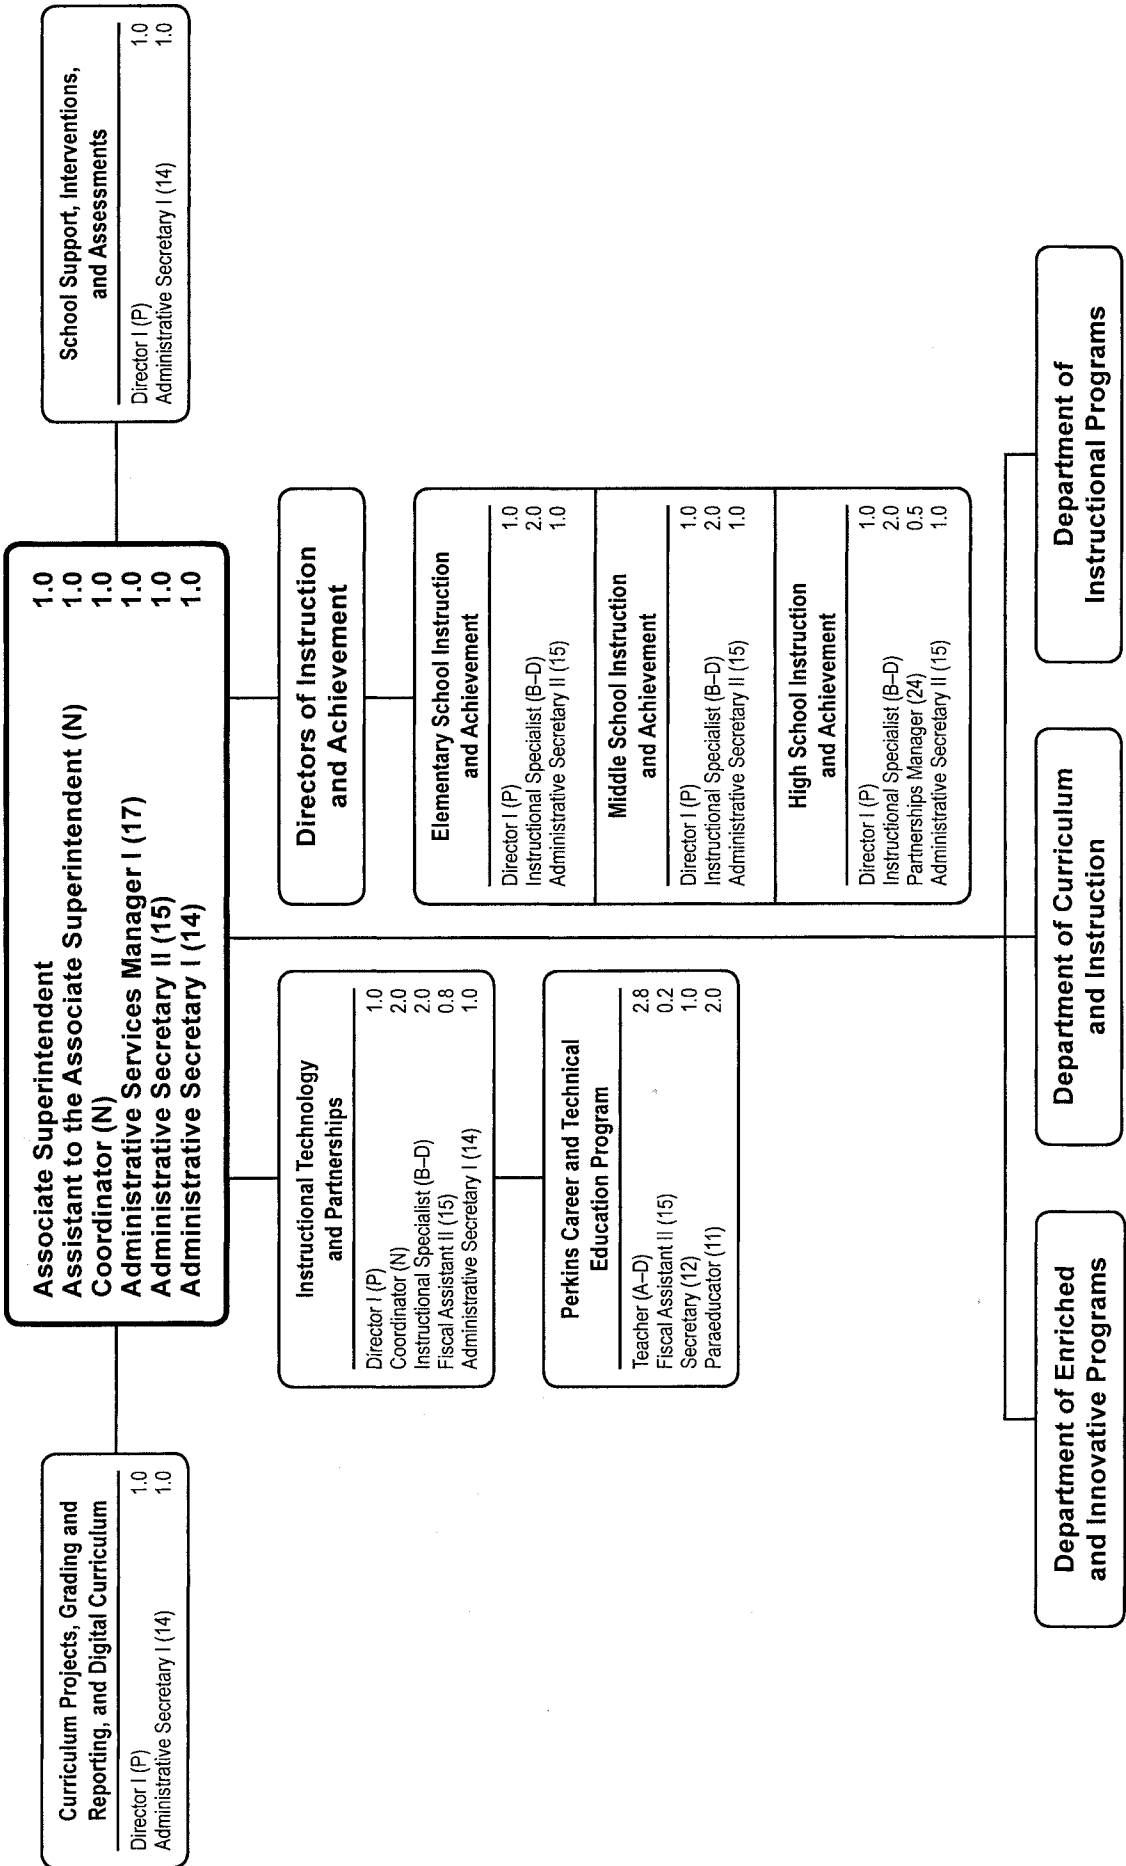 Associate Superintendent 1.0
Assistant to the Associate Superintendent (N) 1.0
Coordinator (N) 1.0
Administrative Services Manager I (17) 1.0
Administrative Secretary II (15) 1.0
Administrative Secretary I (14) 1.0
Curriculum Projects, Grading and
Reporting, and Digital Curriculum
Director I (P) 1.0
Administrative Secretary I (14) 1.0
School Support, Interventions,
and Assessments
Director I (P) 1.0
Administrative Secretary I (14) 1.0
Instructional Technology
and Partnerships
Director I (P) 1.0
Coordinator (N) 2.0
Instructional Specialist (B–D) 2.0
Fiscal Assistant II (15) 0.8
Administrative Secretary I (14) 1.0
Perkins Career and Technical
Education Program
Teacher (A–D) 2.8
Fiscal Assistant II (15) 0.2
Secretary (12) 1.0
Paraeducator (11) 2.0
Directors of Instruction
and Achievement
Elementary School Instruction
and Achievement
Director I (P) 1.0
Instructional Specialist (B–D) 2.0
Administrative Secretary II (15) 1.0
Middle School Instruction
and Achievement
Director I (P) 1.0
Instructional Specialist (B–D) 2.0
Administrative Secretary II (15) 1.0
High School Instruction
and Achievement
Director I (P) 1.0
Instructional Specialist (B–D) 2.0
Partnerships Manager (24) 0.5
Administrative Secretary II (15) 1.0
Department of Enriched
and Innovative Programs
Department of Curriculum
and Instruction
Department of
Instructional Programs